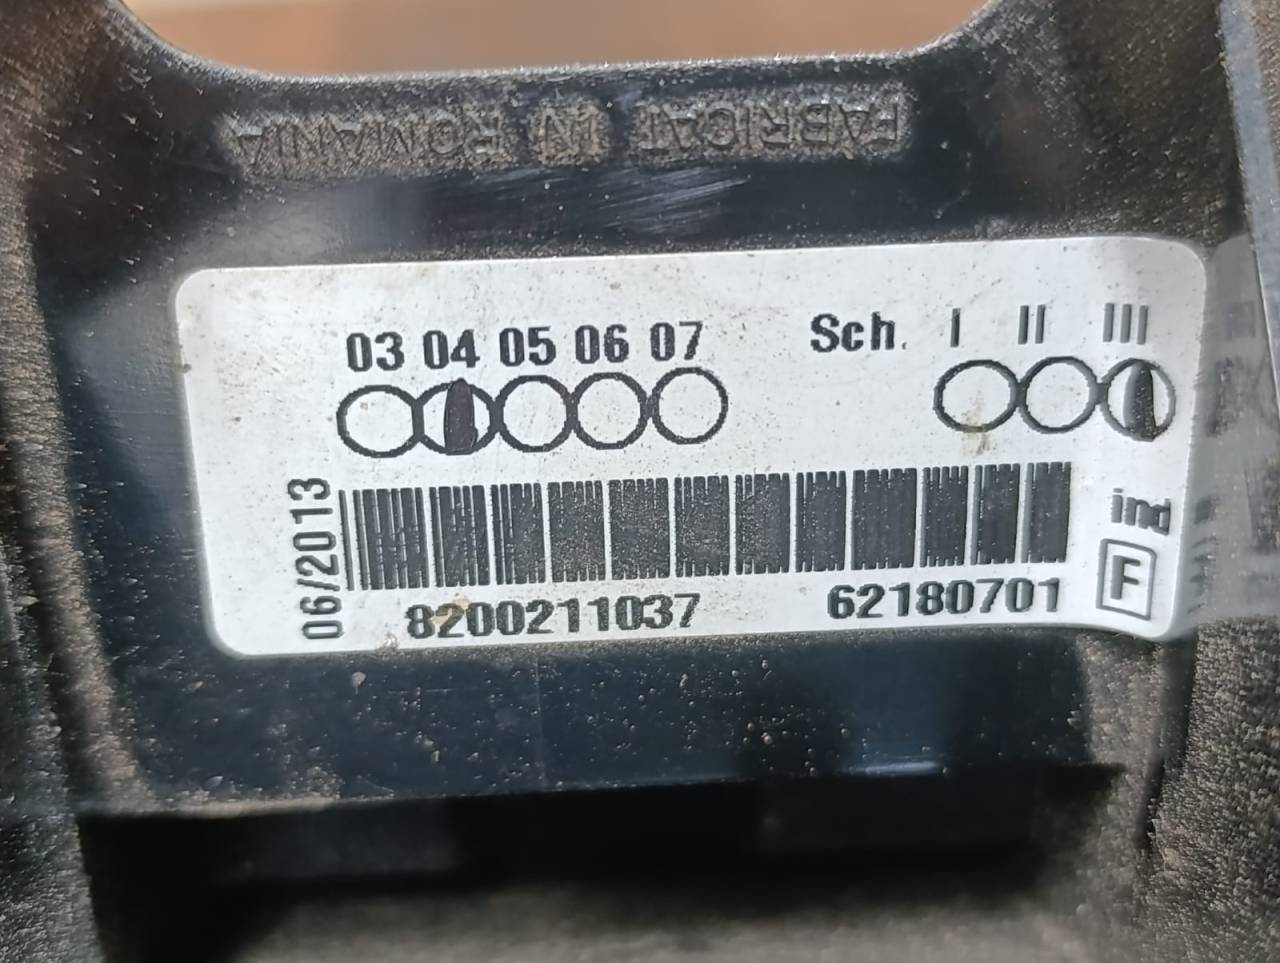 FABRICAT IN ROMANIA
03 04 05 06 07 Sch. I II III
06/2013
ind
F
8200211037 62180701